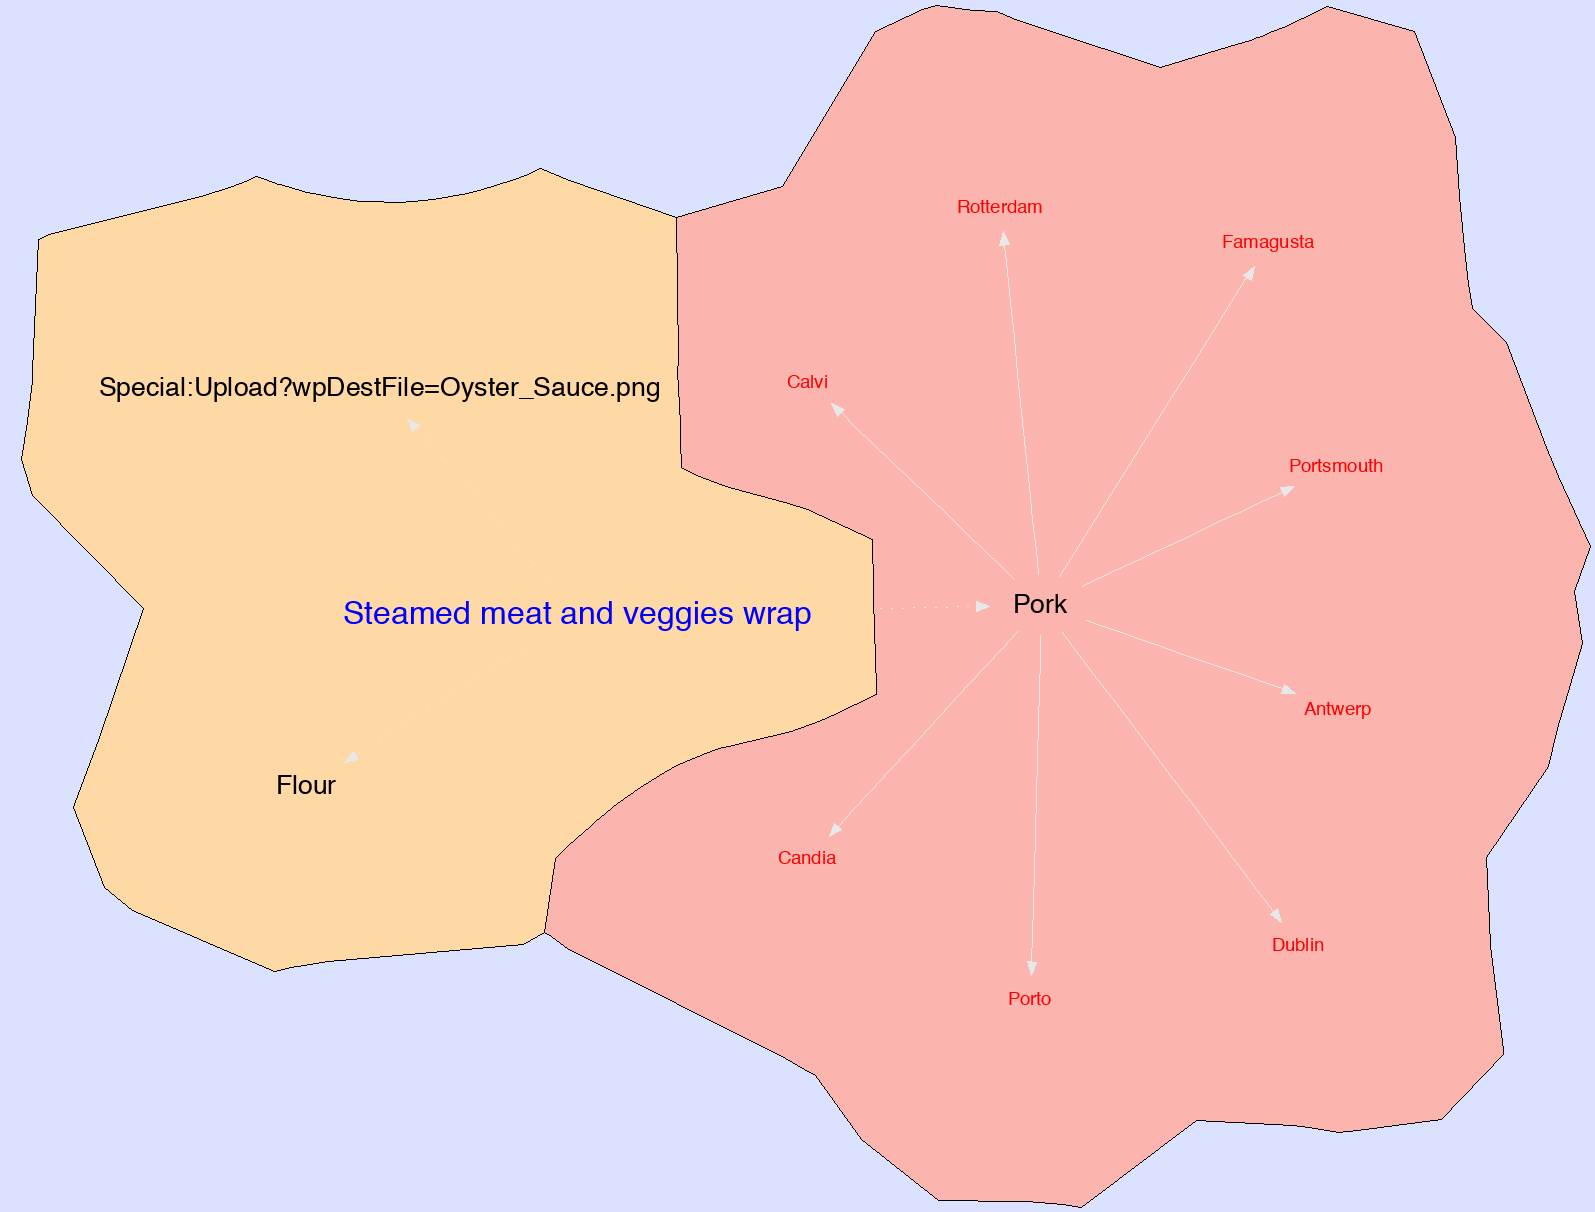 Rotterdam
Famagusta
Calvi
Special:Upload?wpDestFile=Oyster_Sauce.png
Portsmouth
Pork
Steamed meat and veggies wrap
Antwerp
Flour
Candia
Dublin
Porto